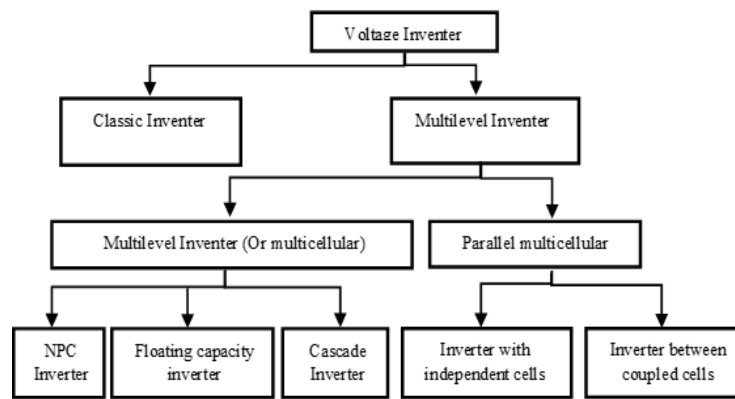 Voltage Inventer
Classic Inventer
Multilevel Inventer
Multilevel Inventer (Or multicellular)
Parallel multicellular
NPC
Inverter
Floating capacity
inverter
Cascade
Inverter
Inverter with
independent cells
Inverter between
coupled cells